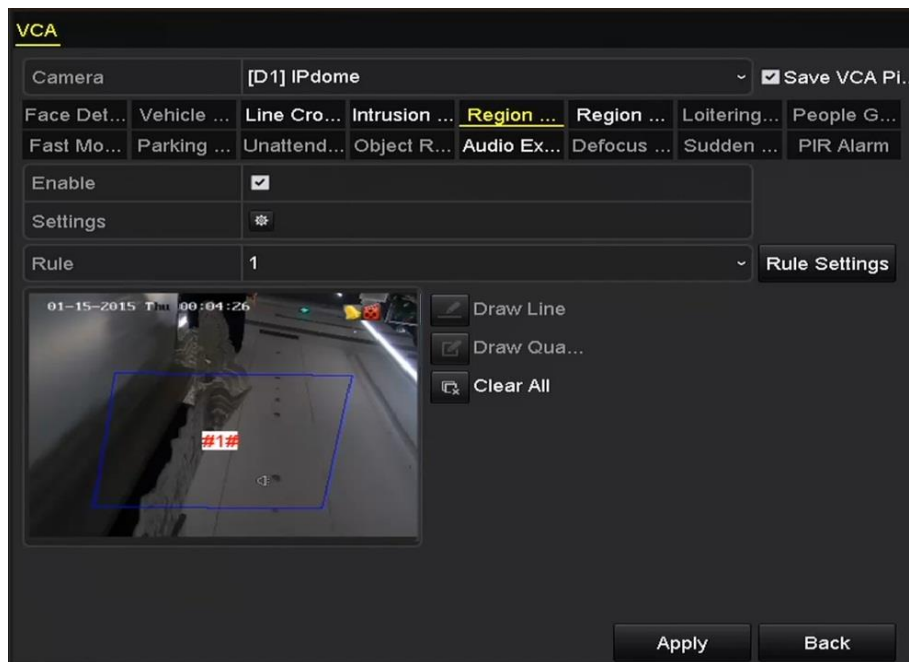 VCA
Camera [D1] IPdome Save VCA Pi..
Face Det... Vehicle ... Line Cro... Intrusion ... Region ... Region ... Loitering... People G...
Fast Mo... Parking ... Unattend... Object R... Audio Ex... Defocus ... Sudden ... PIR Alarm
Enable
Settings
Rule 1 Rule Settings
01-15-2015 Thu 00:04:26
Draw Line
Draw Qua...
Clear All
#1#
Apply Back